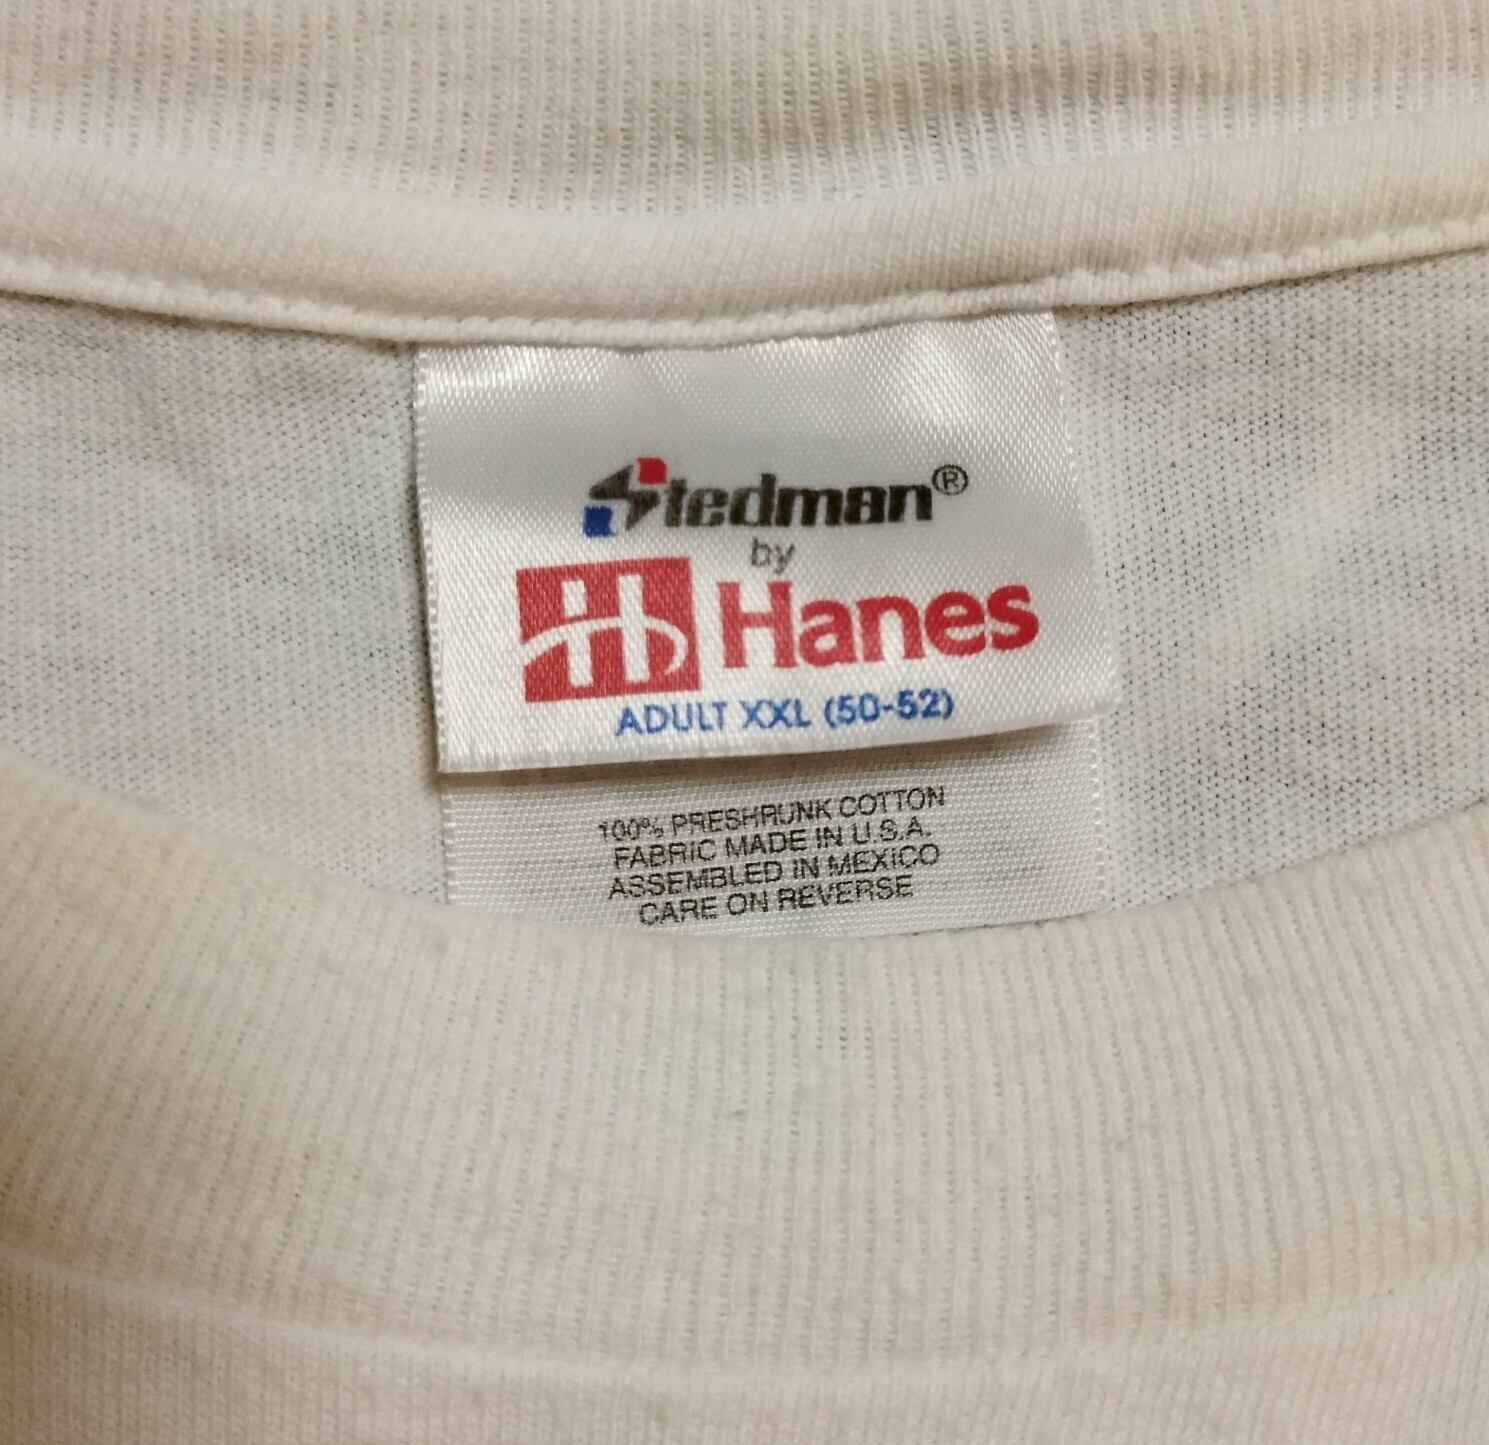 Stedman®
by
H Hanes
ADULT XXL (50-52)
100% PRESHRUNK COTTON
FABRIC MADE IN U.S.A.
ASSEMBLED IN MEXICO
CARE ON REVERSE